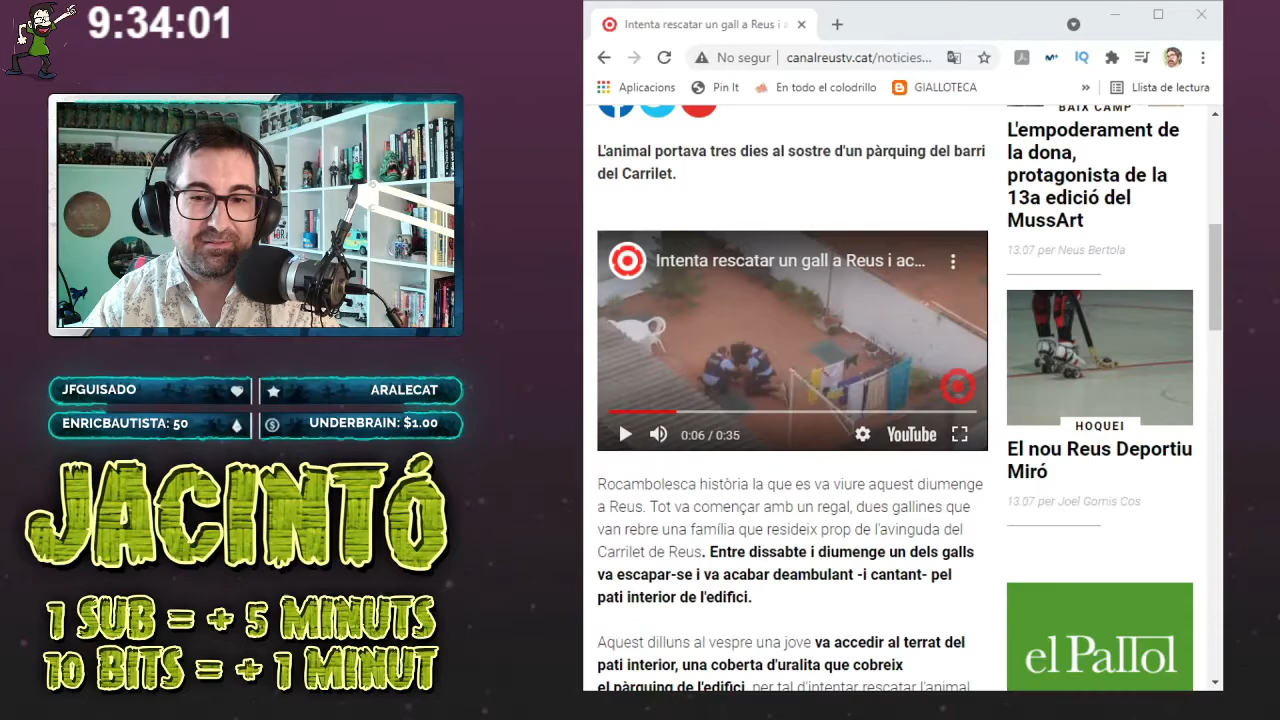 9:34:01
JFGUISADO
ARALECAT
ENRICBAUTISTA: 50
UNDERBRAIN: $1.00
JACINTÓ
1 SUB = + 5 MINUTS
10 BITS = + 1 MINUT
Intenta rescatar un gall a Reus i a
No segur
canalreustv.cat/noticies...
IQ
Aplicacions
Pin It
En todo el colodrillo
GIALLOTECA
»
Llista de lectura
L'animal portava tres dies al sostre d'un pàrquing del barri
del Carrilet.
Intenta rescatar un gall a Reus i ac...
0:06 / 0:35
YouTube
Rocambolesca història la que es va viure aquest diumenge
a Reus. Tot va començar amb un regal, dues gallines que
van rebre una família que resideix prop de l'avinguda del
Carrilet de Reus. Entre dissabte i diumenge un dels galls
va escapar-se i va acabar deambulant -i cantant- pel
pati interior de l'edifici.
Aquest dilluns al vespre una jove va accedir al terrat del
pati interior, una coberta d'uralita que cobreix
el pàrquing de l'edifici, per tal d'intentar rescatar l'animal.
BAIX CAMP
L'empoderament de
la dona,
protagonista de la
13a edició del
MussArt
13.07 per Neus Bertola
HOQUEI
El nou Reus Deportiu
Miró
13.07 per Joel Gomis Cos
el Pallol